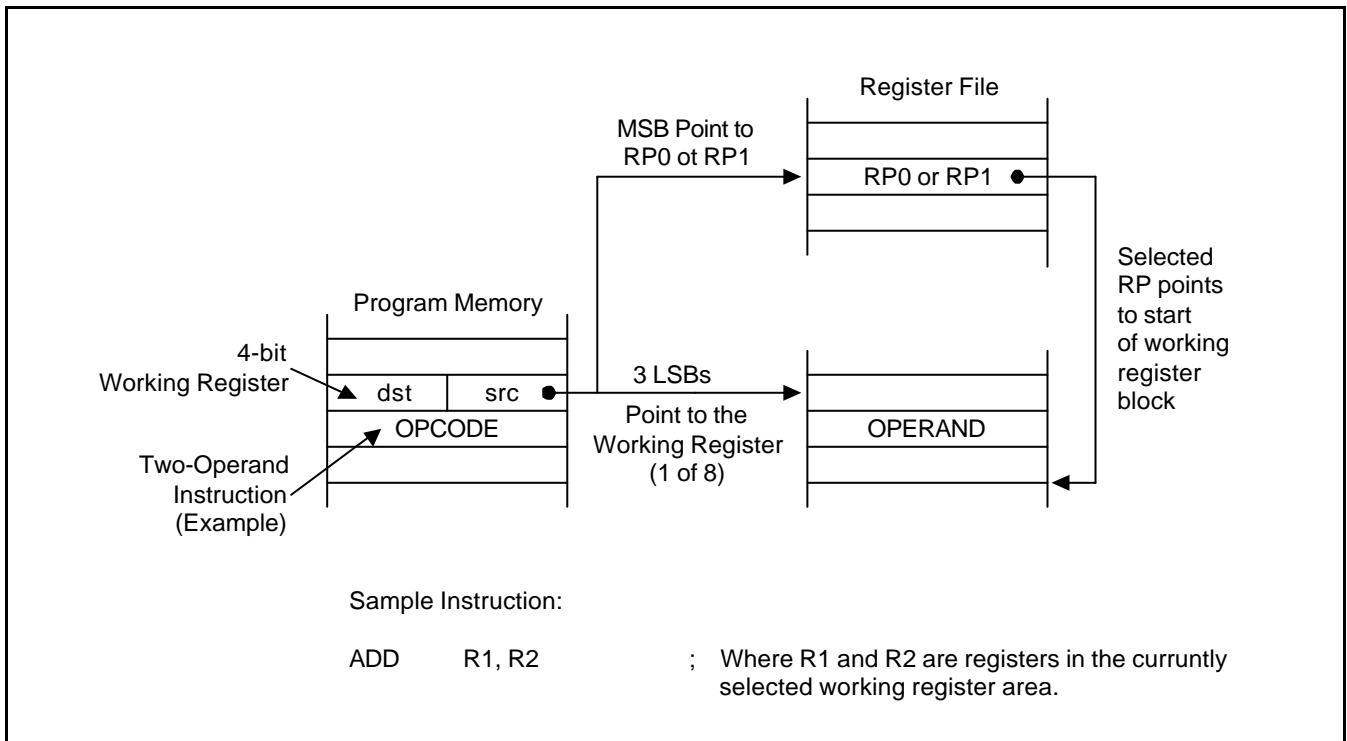 Register File
MSB Point to
RP0 ot RP1
RP0 or RP1
Selected
RP points
to start
of working
register
block
Program Memory
4-bit
Working Register
dst src
3 LSBs
Point to the
Working Register
(1 of 8)
OPCODE
OPERAND
Two-Operand
Instruction
(Example)
Sample Instruction:
ADD R1, R2 ; Where R1 and R2 are registers in the curruntly
selected working register area.